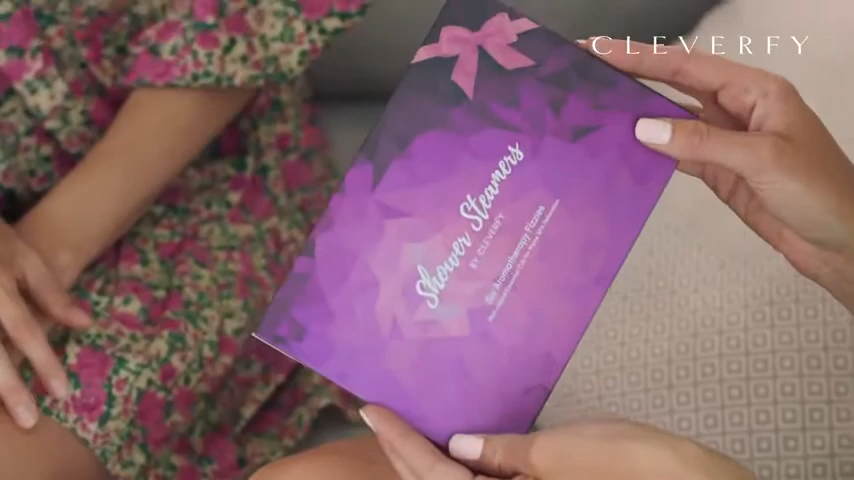 CLEVERFY
Shower Steamers
BY CLEVERFY
Six Aromatherapy Fizzies